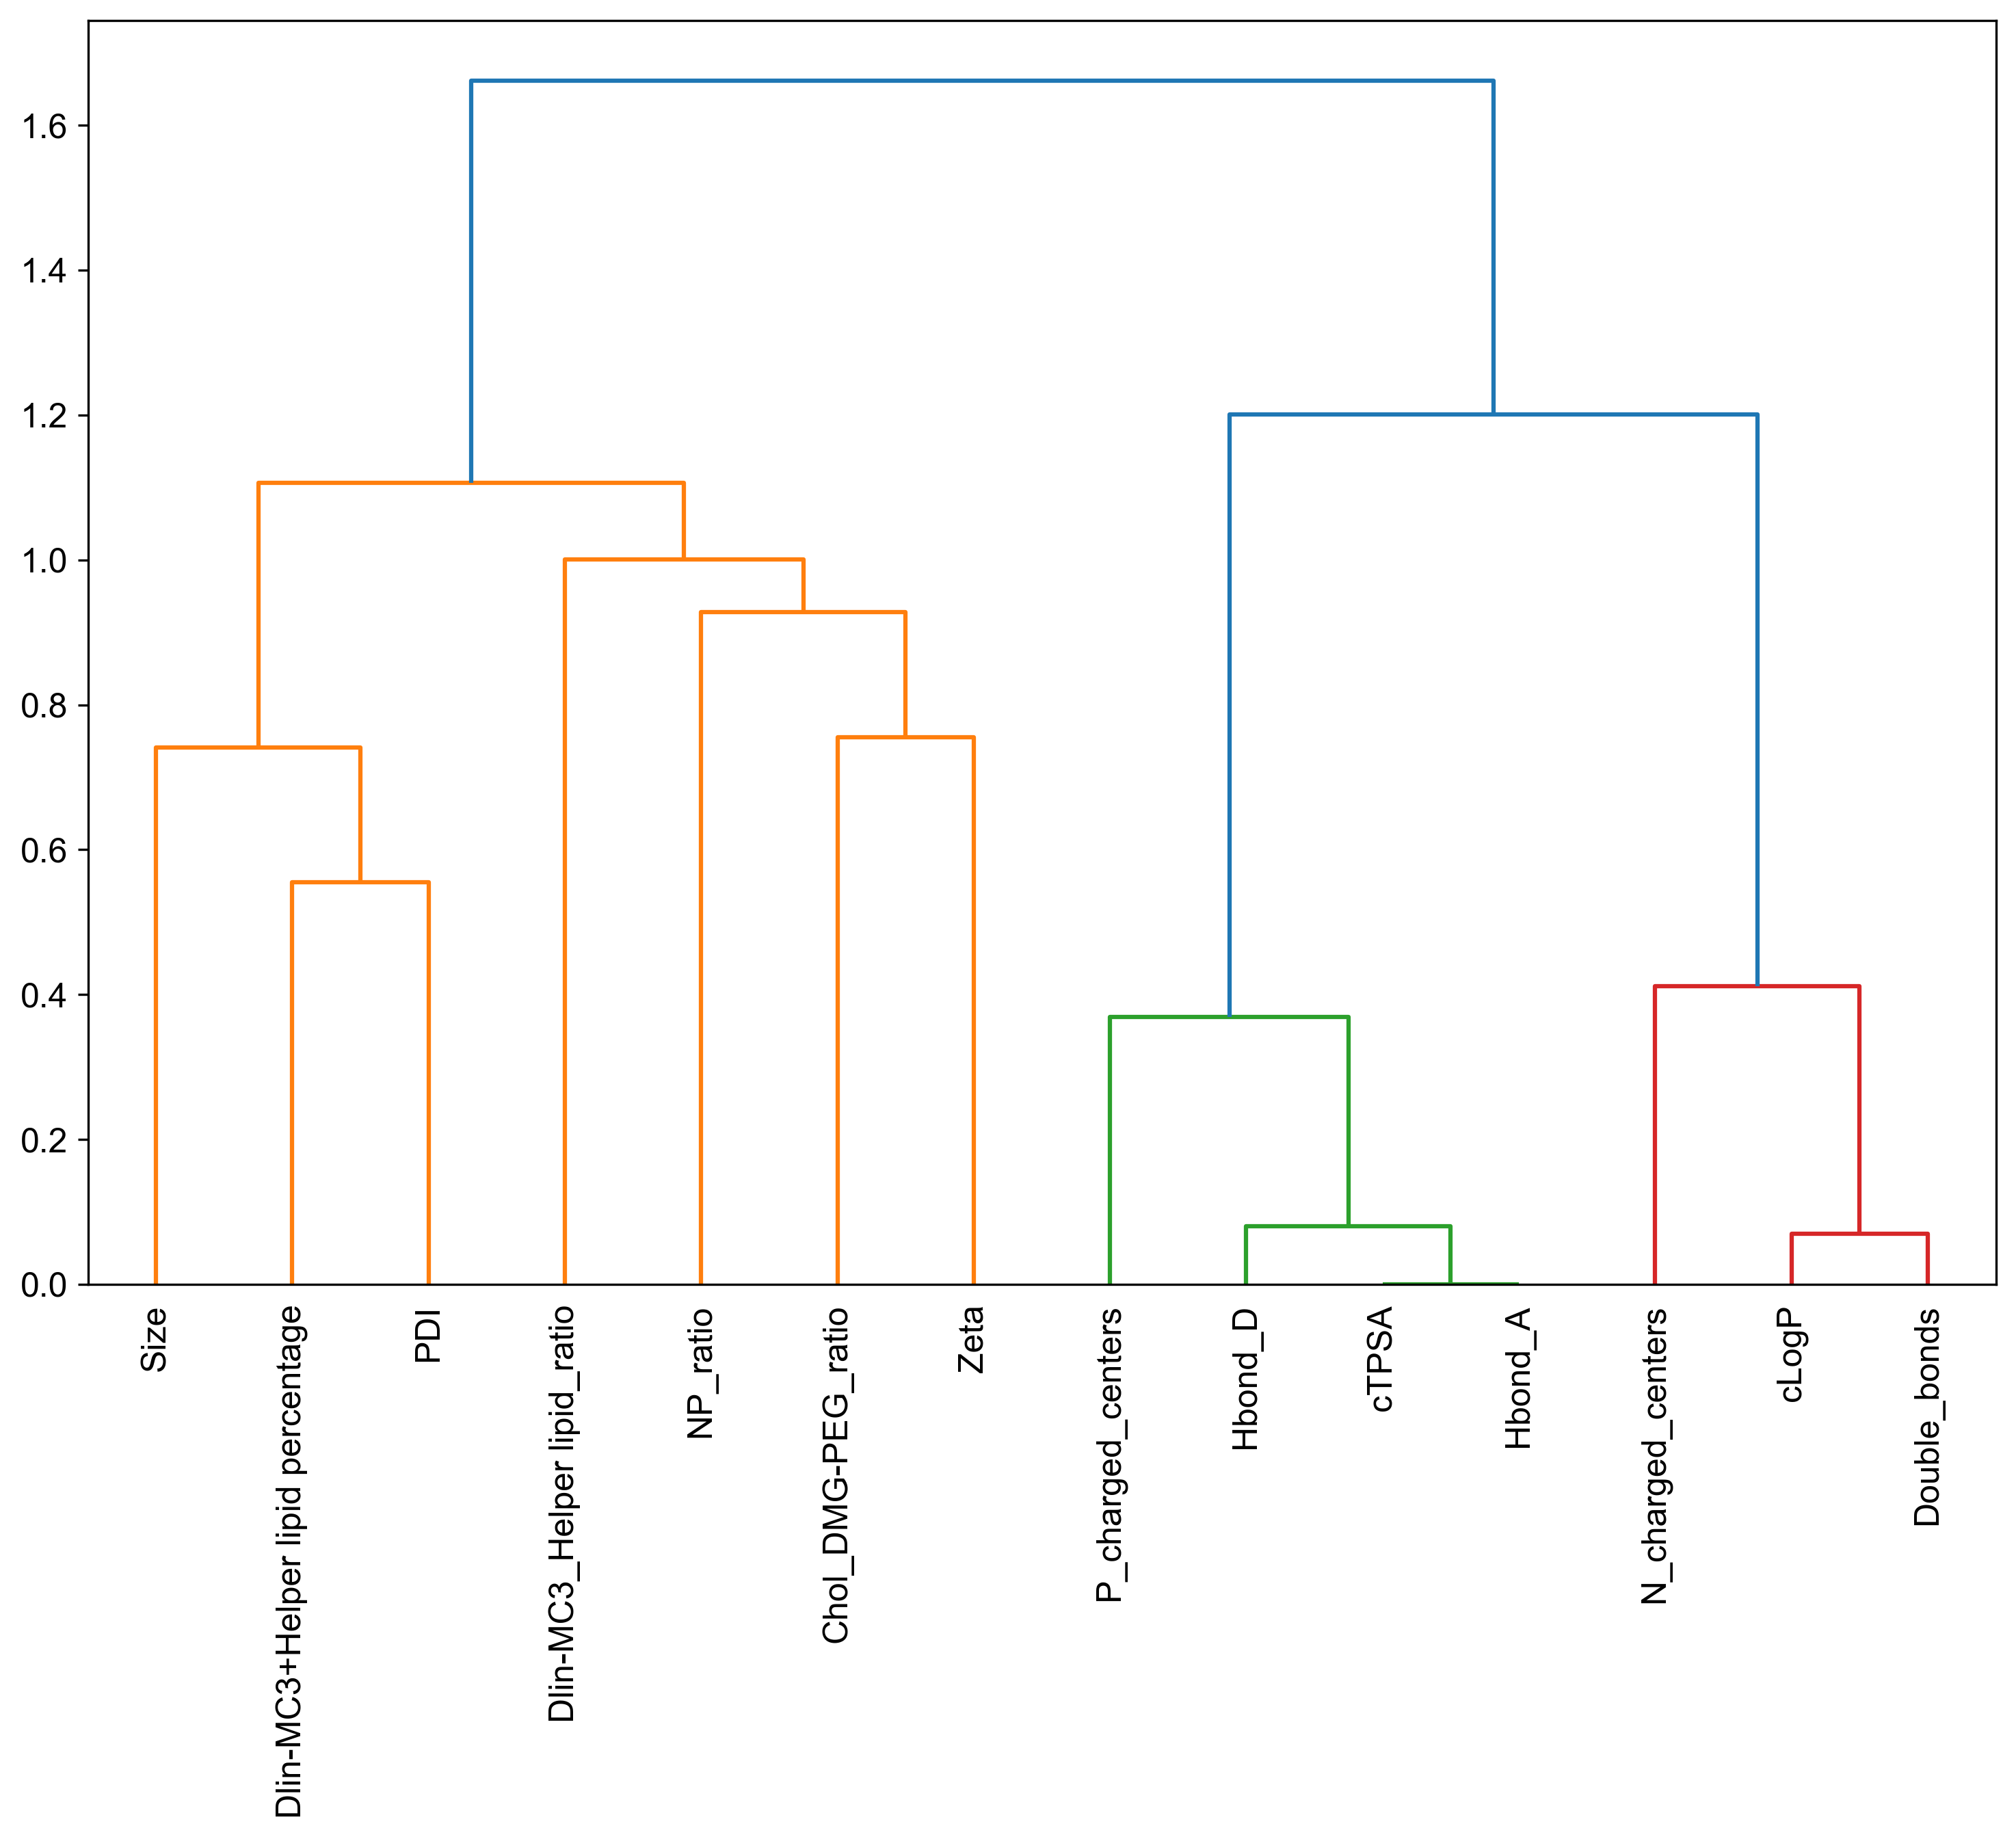 1.6
1.4
1.2
1.0
0.8
0.6
0.4
0.2
0.0
Size
Dlin-MC3+Helper lipid percentage
PDI
Dlin-MC3_Helper lipid_ratio
NP_ratio
Chol_DMG-PEG_ratio
Zeta
P_charged_centers
Hbond_D
cTPSA
Hbond_A
N_charged_centers
cLogP
Double_bonds